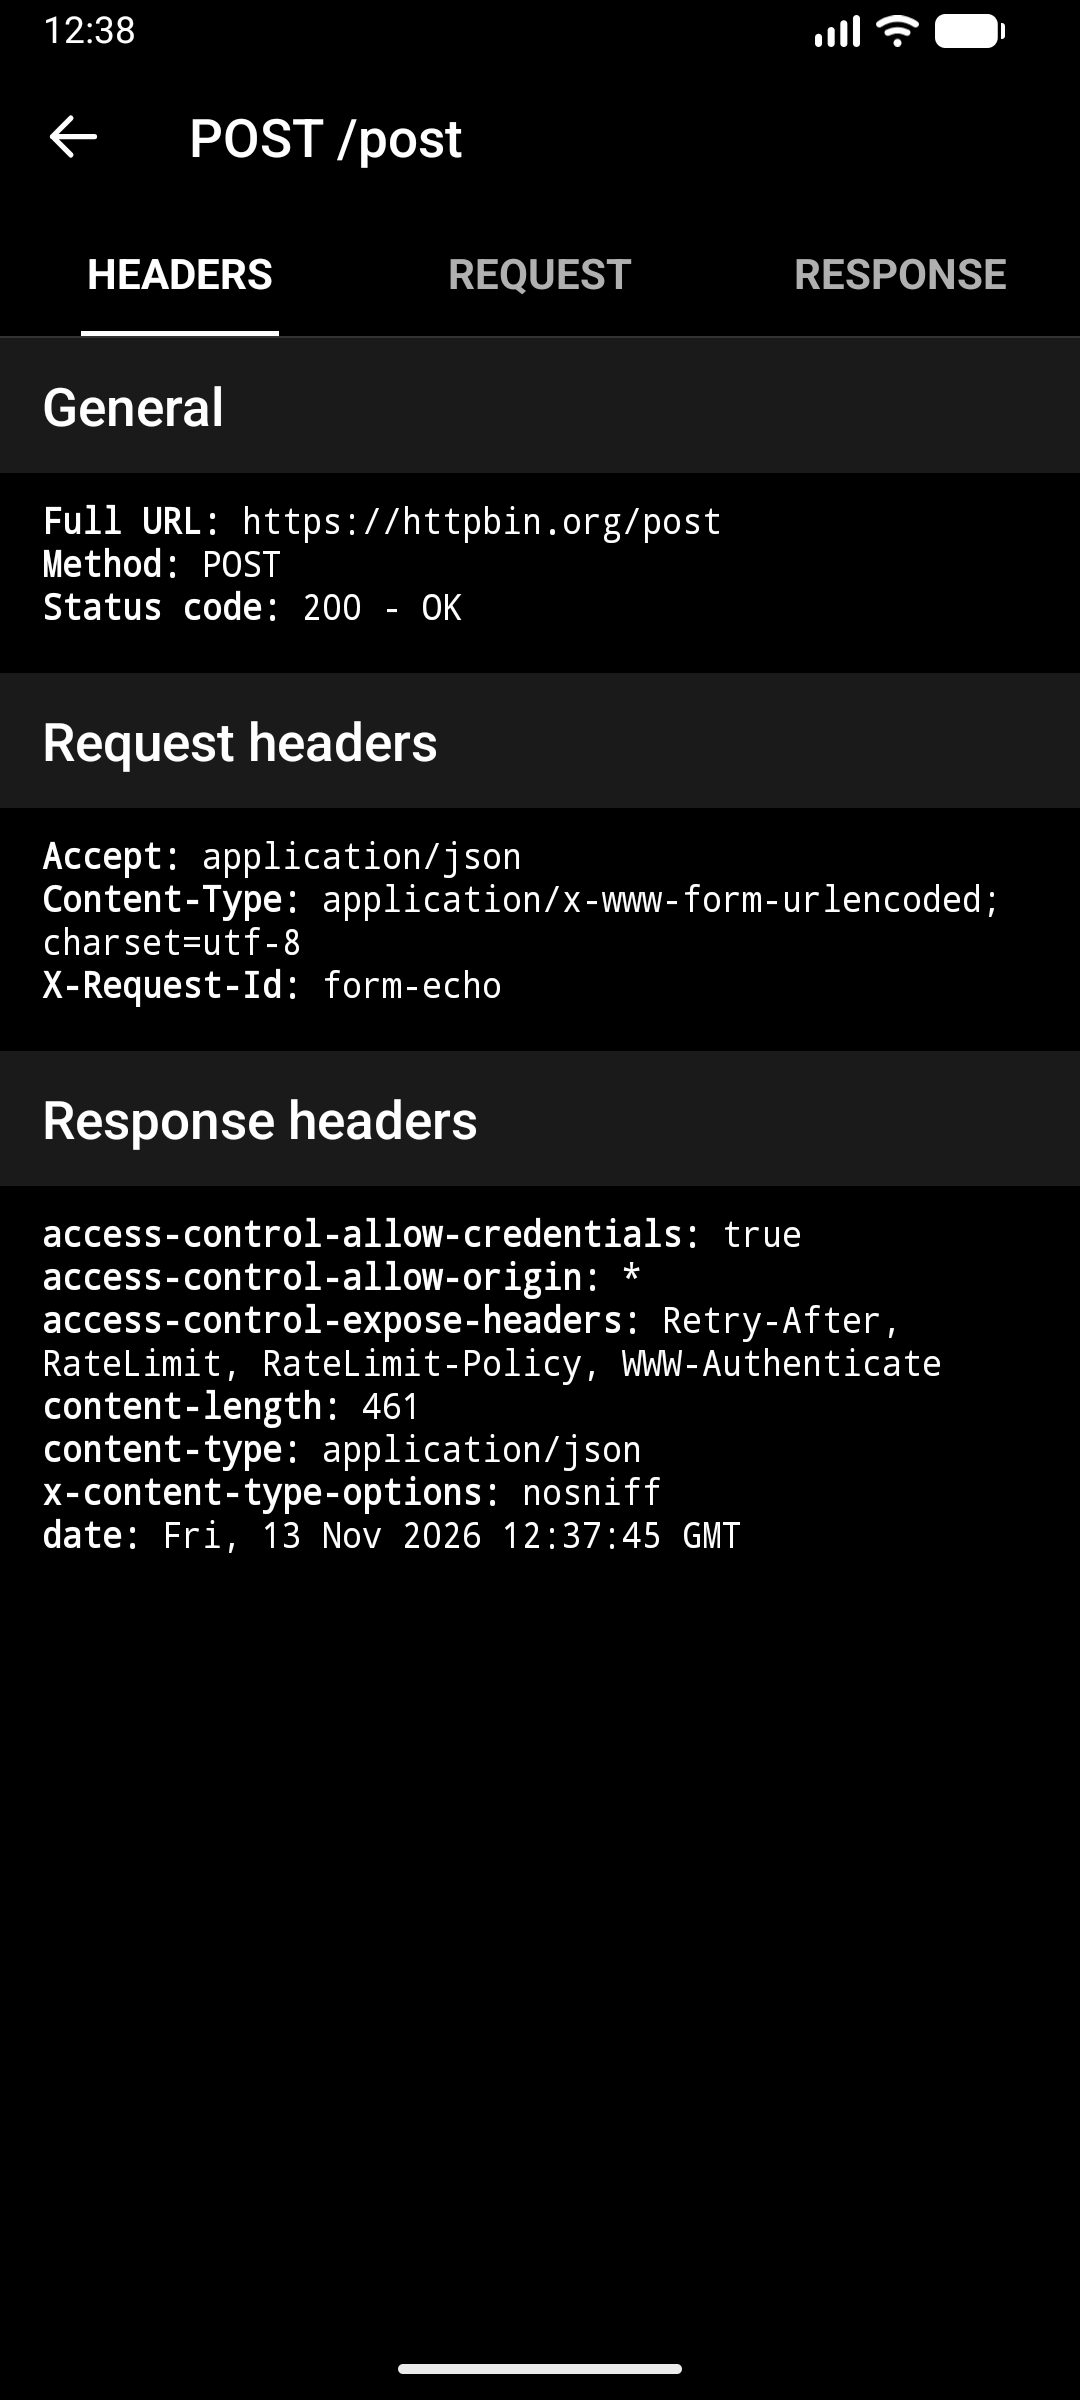 12:38
POST /post
HEADERS REQUEST RESPONSE
General
Full URL: https://httpbin.org/post
Method: POST
Status code: 200 - OK
Request headers
Accept: application/json
Content-Type: application/x-www-form-urlencoded;
charset=utf-8
X-Request-Id: form-echo
Response headers
access-control-allow-credentials: true
access-control-allow-origin: *
access-control-expose-headers: Retry-After,
RateLimit, RateLimit-Policy, WWW-Authenticate
content-length: 461
content-type: application/json
x-content-type-options: nosniff
date: Fri, 13 Nov 2026 12:37:45 GMT